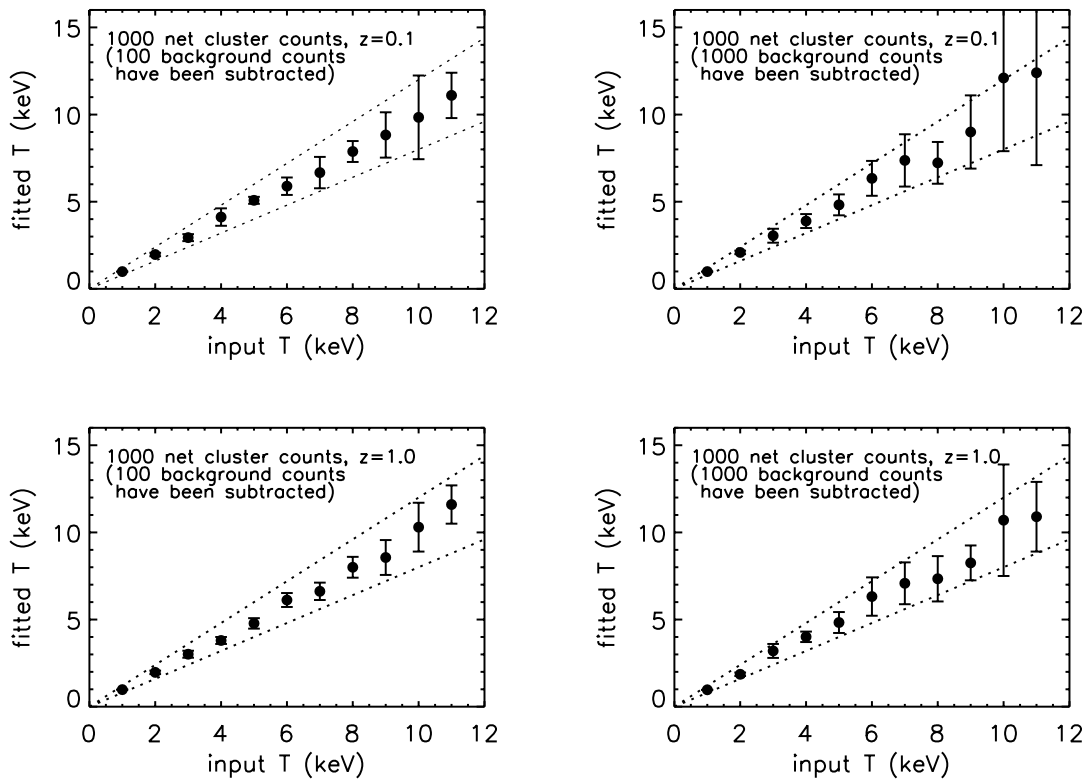 1000 net cluster counts, z=0.1
(100 background counts
have been subtracted)
fitted T (keV)
15
10
5
0
0 2 4 6 8 10 12
input T (keV)
1000 net cluster counts, z=0.1
(1000 background counts
have been subtracted)
fitted T (keV)
15
10
5
0
0 2 4 6 8 10 12
input T (keV)
1000 net cluster counts, z=1.0
(100 background counts
have been subtracted)
fitted T (keV)
15
10
5
0
0 2 4 6 8 10 12
input T (keV)
1000 net cluster counts, z=1.0
(1000 background counts
have been subtracted)
fitted T (keV)
15
10
5
0
0 2 4 6 8 10 12
input T (keV)